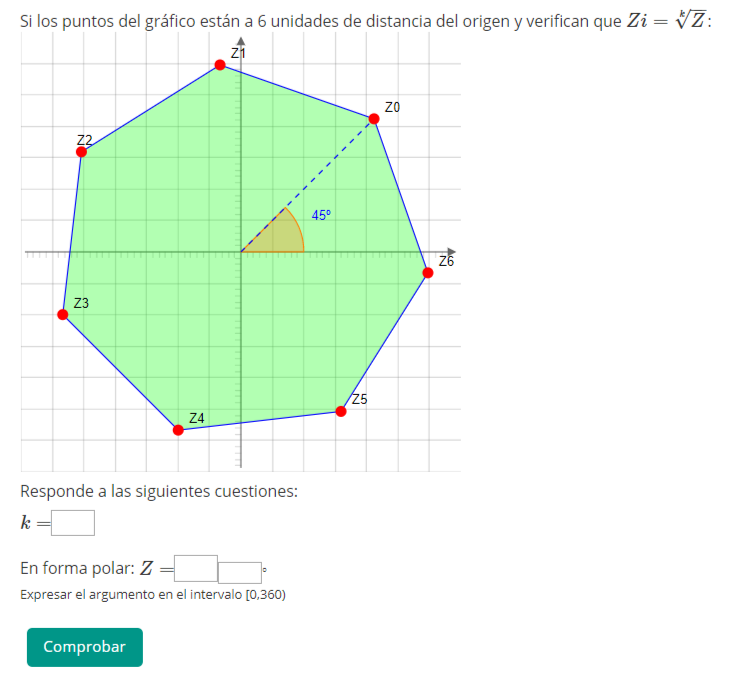 Si los puntos del gráfico están a 6 unidades de distancia del origen y verifican que $Zi = \sqrt[k]{Z}$:
Z1
Z0
Z2
45º
Z6
Z3
Z5
Z4
Responde a las siguientes cuestiones:
k =
En forma polar: Z = °
Expresar el argumento en el intervalo [0,360)
Comprobar